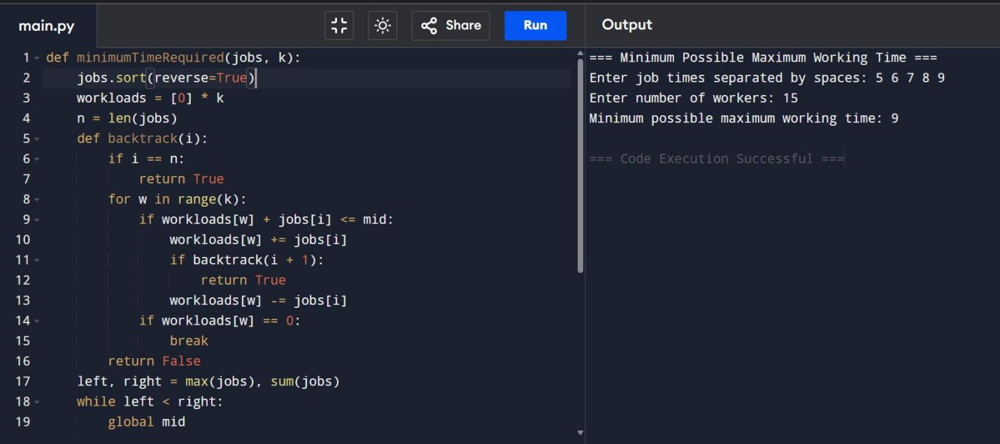 main.py
Share
Run
Output
1 def minimumTimeRequired(jobs, k):
2 jobs.sort(reverse=True)
3 workloads = [0] * k
4 n = len(jobs)
5 def backtrack(i):
6 if i == n:
7 return True
8 for w in range(k):
9 if workloads[w] + jobs[i] <= mid:
10 workloads[w] += jobs[i]
11 if backtrack(i + 1):
12 return True
13 workloads[w] -= jobs[i]
14 if workloads[w] == 0:
15 break
16 return False
17 left, right = max(jobs), sum(jobs)
18 while left < right:
19 global mid
=== Minimum Possible Maximum Working Time ===
Enter job times separated by spaces: 5 6 7 8 9
Enter number of workers: 15
Minimum possible maximum working time: 9
=== Code Execution Successful ===